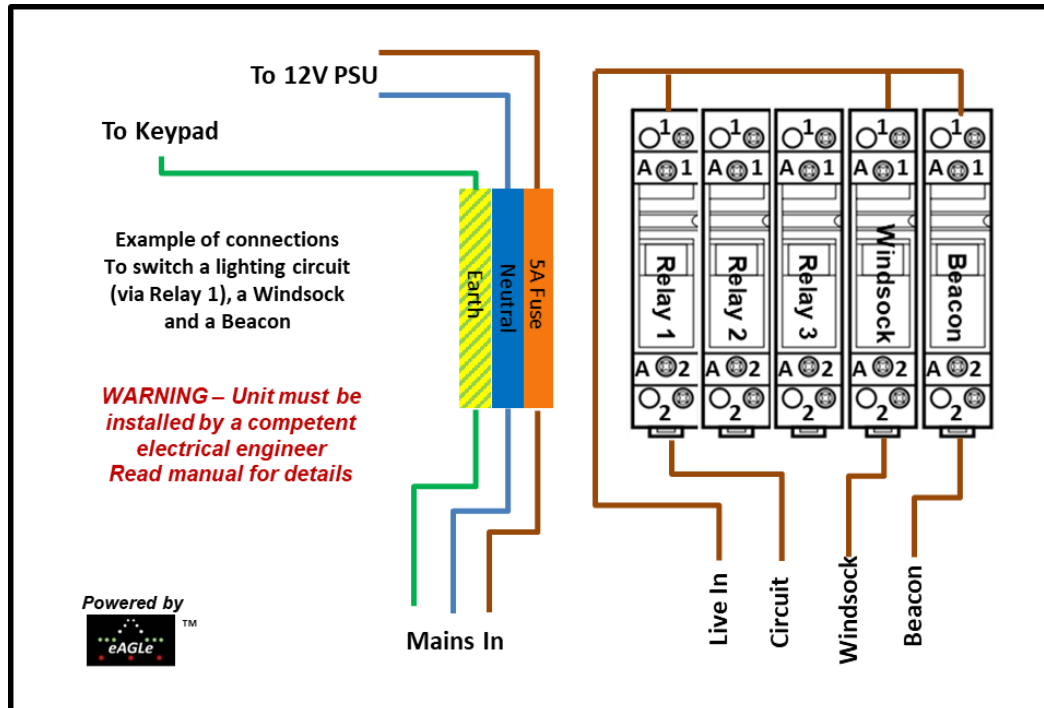 To 12V PSU
To Keypad
Example of connections
To switch a lighting circuit
(via Relay 1), a Windsock
and a Beacon
WARNING – Unit must be
installed by a competent
electrical engineer
Read manual for details
Earth
Neutral
5A Fuse
Mains In
Powered by
eAGLe
™
1 1 1 1 1
A 1 A 1 A 1 A 1 A 1
Relay 1
Relay 2
Relay 3
Windsock
Beacon
A 2 A 2 A 2 A 2 A 2
2 2 2 2 2
Live In
Circuit
Windsock
Beacon